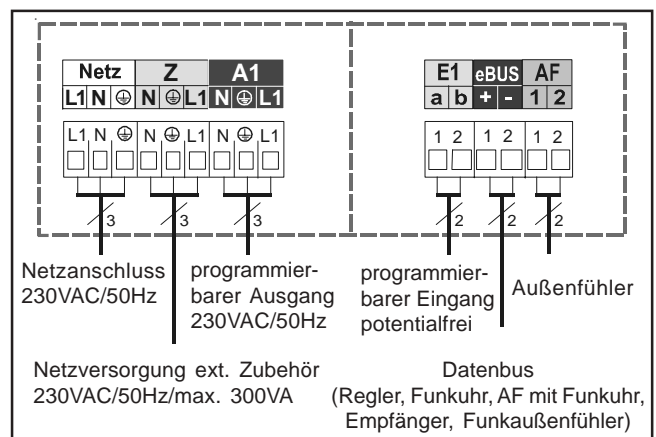 Netz Z A1 E1 eBUS AF
L1 N ⏚ N ⏚ L1 N ⏚ L1 a b + - 1 2
L1 N ⏚ N ⏚ L1 N ⏚ L1 1 2 1 2 1 2
3 3 3 2 2 2
Netzanschluss
230VAC/50Hz
programmier-
barer Ausgang
230VAC/50Hz
programmier-
barer Eingang
potentialfrei
Außenfühler
Netzversorgung ext. Zubehör
230VAC/50Hz/max. 300VA
Datenbus
(Regler, Funkuhr, AF mit Funkuhr,
Empfänger, Funkaußenfühler)